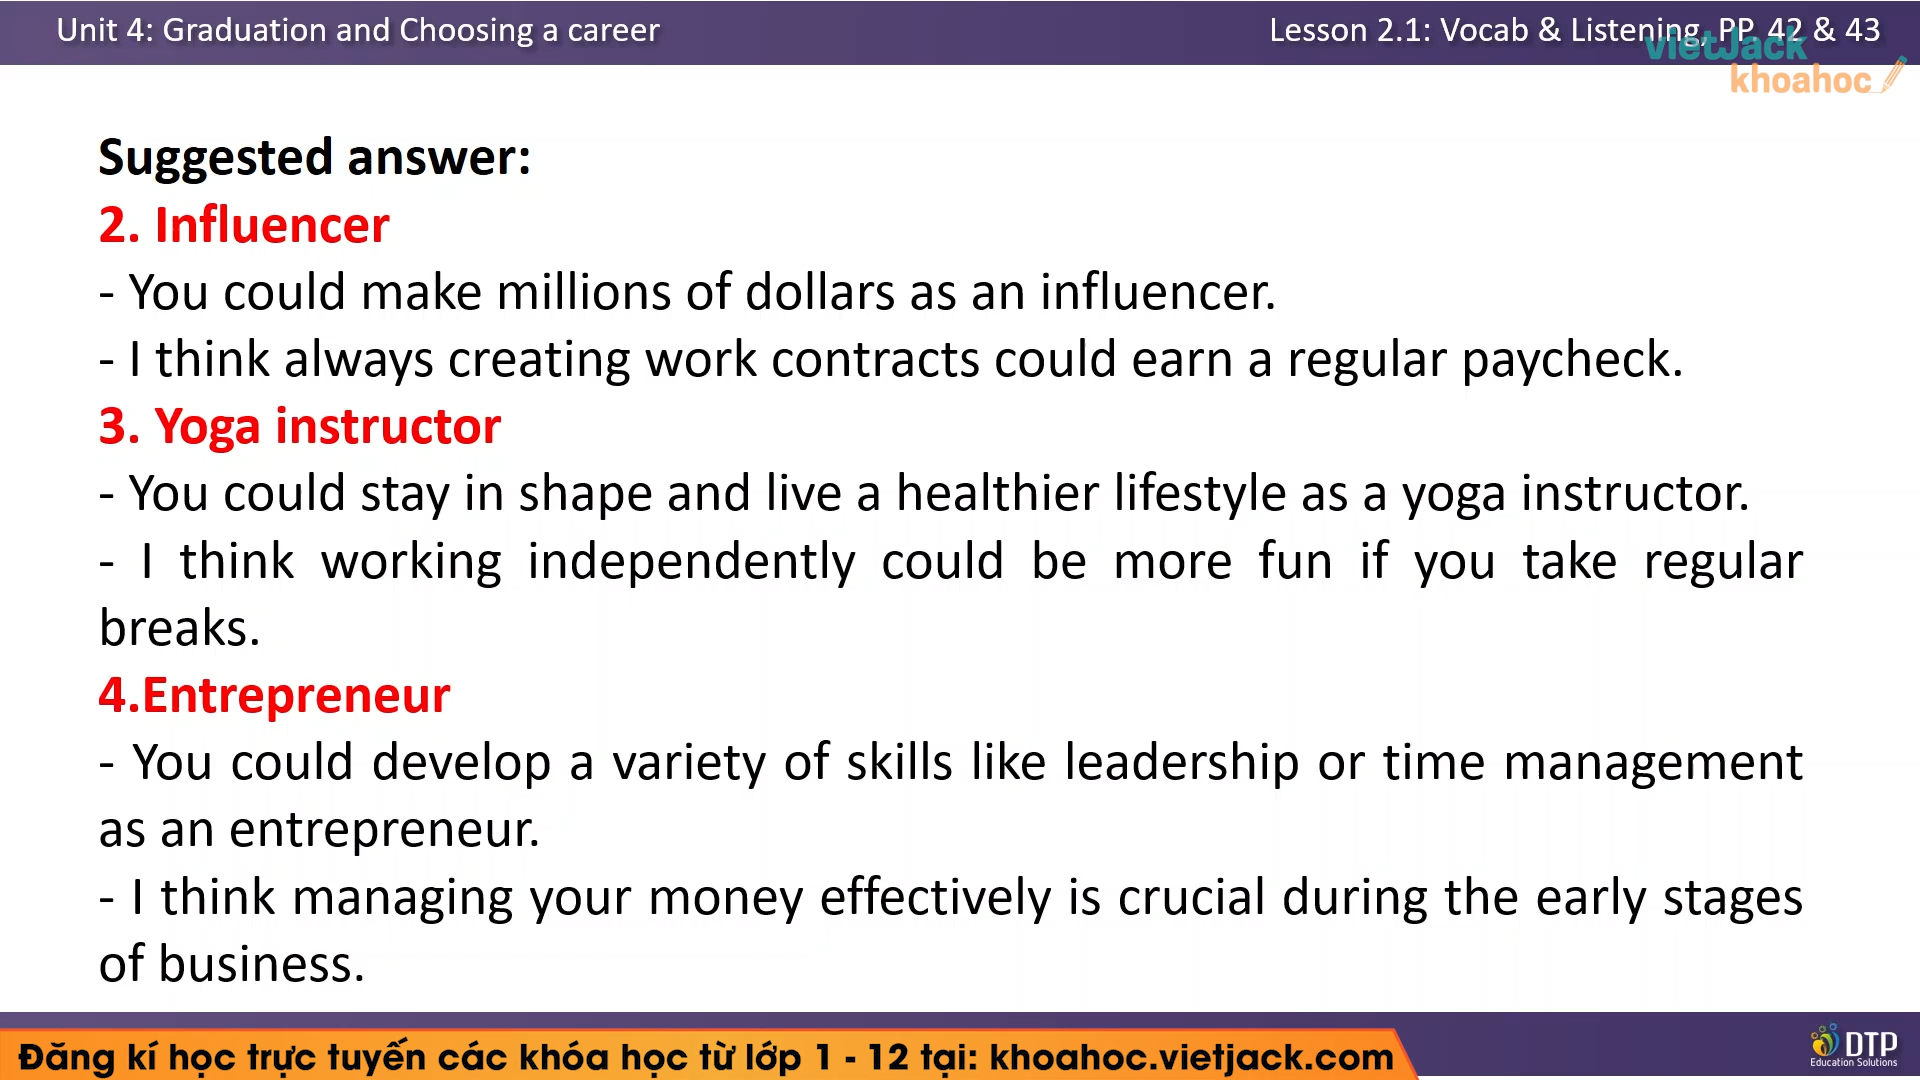 Unit 4: Graduation and Choosing a career
Lesson 2.1: Vocab & Listening, PP. 42 & 43
vietJack
khoahoc
Suggested answer:
2. Influencer
- You could make millions of dollars as an influencer.
- I think always creating work contracts could earn a regular paycheck.
3. Yoga instructor
- You could stay in shape and live a healthier lifestyle as a yoga instructor.
- I think working independently could be more fun if you take regular
breaks.
4.Entrepreneur
- You could develop a variety of skills like leadership or time management
as an entrepreneur.
- I think managing your money effectively is crucial during the early stages
of business.
Đăng kí học trực tuyến các khóa học từ lớp 1 - 12 tại: khoahoc.vietjack.com
DTP
Education Solutions